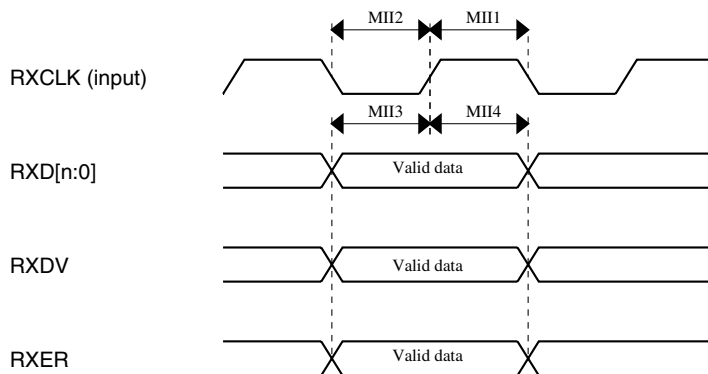 MII2 MII1
RXCLK (input)
MII3 MII4
RXD[n:0] Valid data
RXDV Valid data
RXER Valid data